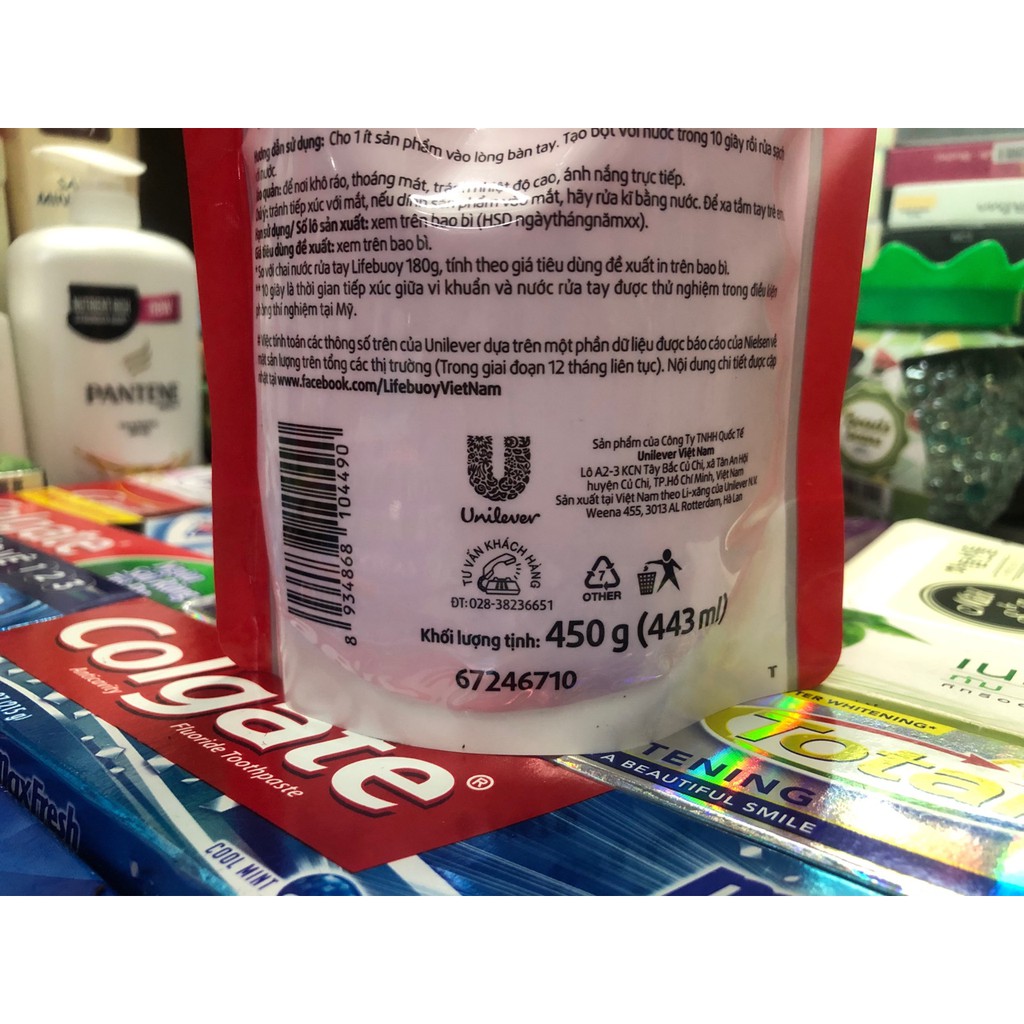 Hướng dẫn sử dụng: Cho 1 ít sản phẩm vào lòng bàn tay. Tạo bọt với nước trong 10 giây rồi rửa sạch
nước.
quản: để nơi khô ráo, thoáng mát, tránh nhiệt độ cao, ánh nắng trực tiếp.
ý: tránh tiếp xúc với mắt, nếu dính sản phẩm vào mắt, hãy rửa kĩ bằng nước. Để xa tầm tay trẻ em.
Hạn sử dụng/ Số lô sản xuất: xem trên bao bì (HSD ngàythángnămxx).
Giá tiêu dùng đề xuất: xem trên bao bì.
* So với chai nước rửa tay Lifebuoy 180g, tính theo giá tiêu dùng đề xuất in trên bao bì.
** 10 giây là thời gian tiếp xúc giữa vi khuẩn và nước rửa tay được thử nghiệm trong điều kiện
phòng thí nghiệm tại Mỹ.
# Việc tính toán các thông số trên của Unilever dựa trên một phần dữ liệu được báo cáo của Nielsen về
mặt sản lượng trên tổng các thị trường (Trong giai đoạn 12 tháng liên tục). Nội dung chi tiết được cập
nhật tại www.facebook.com/LifebuoyVietNam
8 934868 104490
Unilever
Sản phẩm của Công Ty TNHH Quốc Tế
Unilever Việt Nam
Lô A2-3 KCN Tây Bắc Củ Chi, xã Tân An Hội
huyện Củ Chi, TP.Hồ Chí Minh, Việt Nam
Sản xuất tại Việt Nam theo Li-xăng của Unilever N.V.
Weena 455, 3013 AL Rotterdam, Hà Lan
TƯ VẤN KHÁCH HÀNG
ĐT: 028-38236651
7
OTHER
Khối lượng tịnh: 450 g (443 ml)
67246710
T
PANTENE
Colgate
1 2 3
Colgate
Anticavity
Fluoride Toothpaste
®
MaxFresh
COOL MINT
WHITENING*
Total
TENING
A BEAUTIFUL SMILE